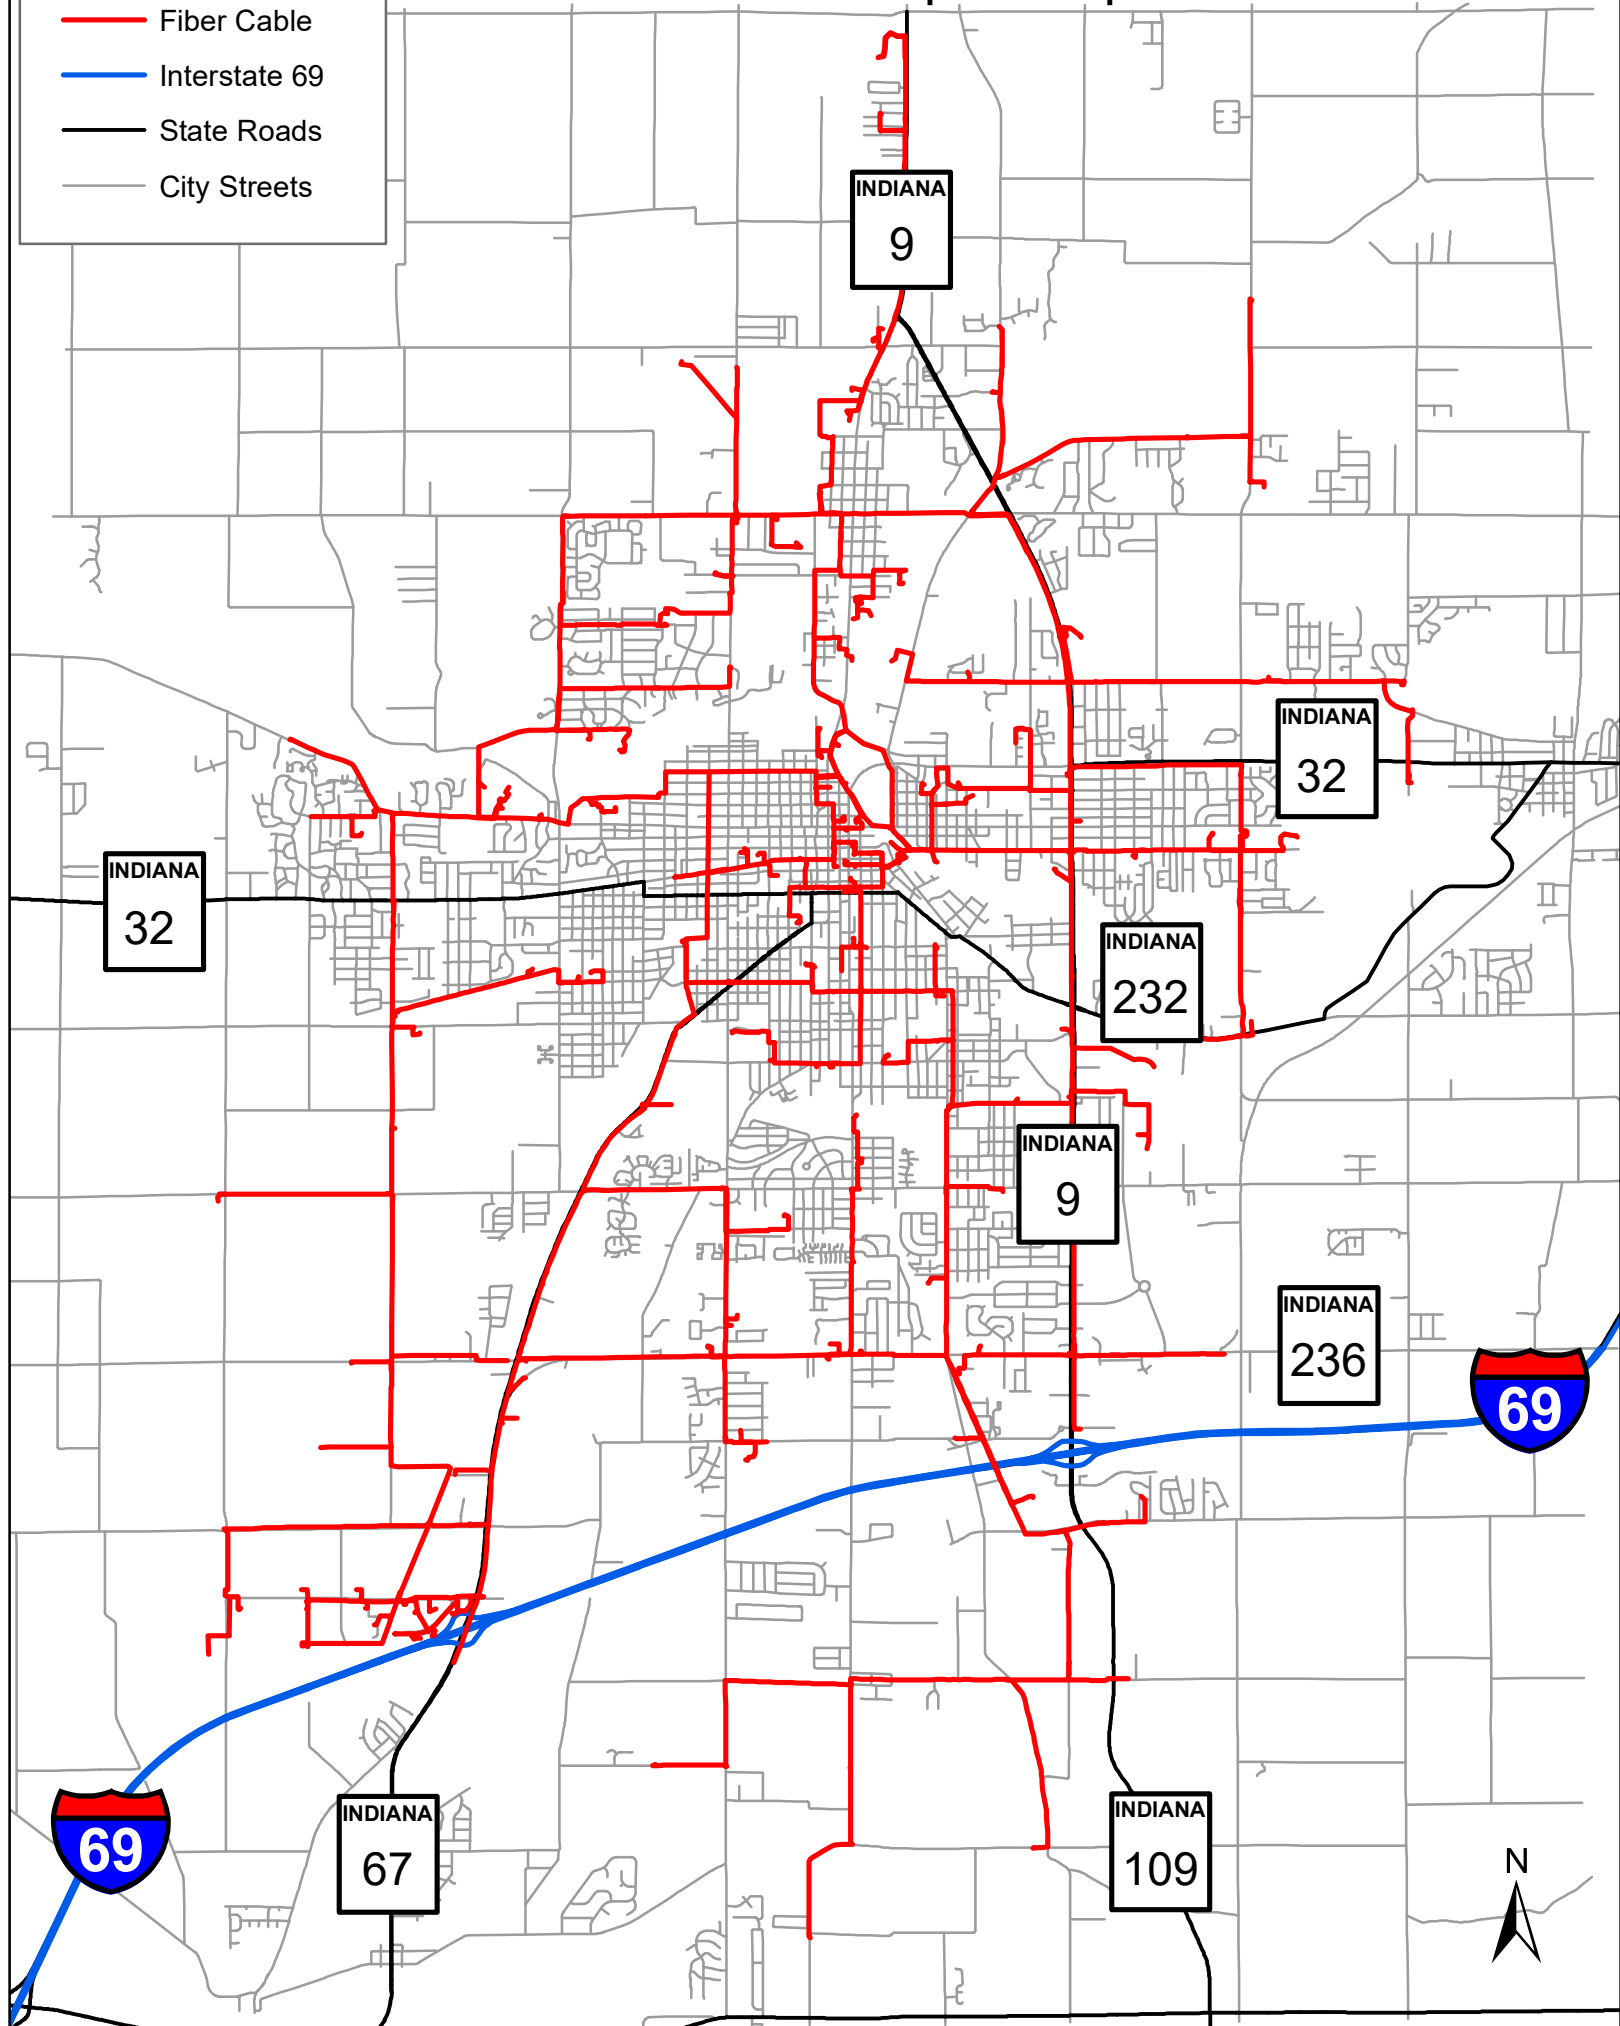 Fiber Cable
Interstate 69
State Roads
City Streets
INDIANA
9
INDIANA
32
INDIANA
32
INDIANA
232
INDIANA
9
INDIANA
236
69
69
INDIANA
67
INDIANA
109
N